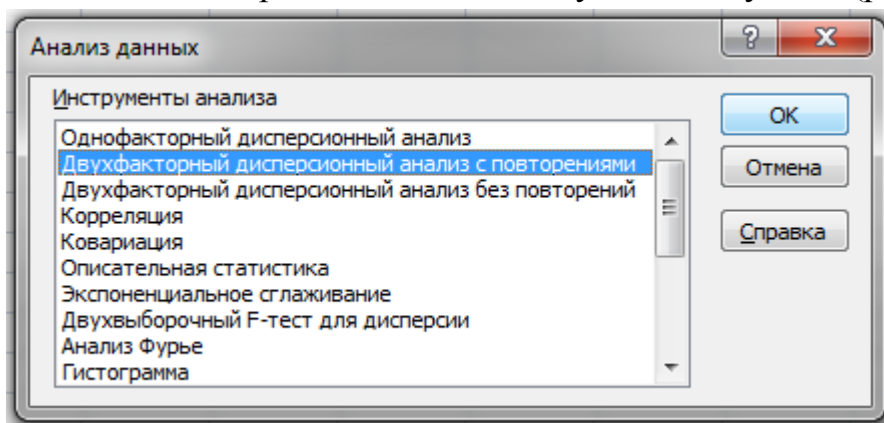 Анализ данных
Инструменты анализа
Однофакторный дисперсионный анализ
Двухфакторный дисперсионный анализ с повторениями
Двухфакторный дисперсионный анализ без повторений
Корреляция
Ковариация
Описательная статистика
Экспоненциальное сглаживание
Двухвыборочный F-тест для дисперсии
Анализ Фурье
Гистограмма
ОК
Отмена
Справка